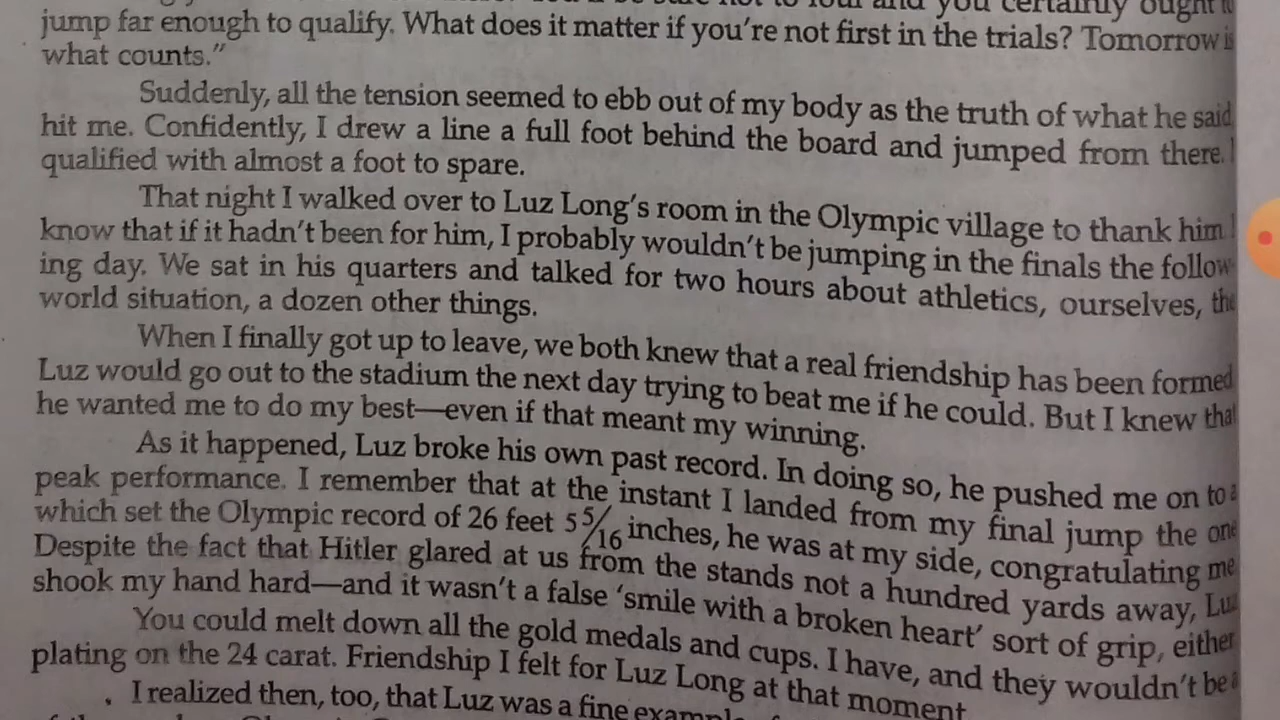 and you certainly ought to
jump far enough to qualify. What does it matter if you're not first in the trials? Tomorrow is
what counts."
Suddenly, all the tension seemed to ebb out of my body as the truth of what he said
hit me. Confidently, I drew a line a full foot behind the board and jumped from there. I
qualified with almost a foot to spare.
That night I walked over to Luz Long's room in the Olympic village to thank him. I
know that if it hadn't been for him, I probably wouldn't be jumping in the finals the follow-
ing day. We sat in his quarters and talked for two hours about athletics, ourselves, the
world situation, a dozen other things.
When I finally got up to leave, we both knew that a real friendship has been formed
Luz would go out to the stadium the next day trying to beat me if he could. But I knew that
he wanted me to do my best—even if that meant my winning.
As it happened, Luz broke his own past record. In doing so, he pushed me on to a
peak performance. I remember that at the instant I landed from my final jump the one
which set the Olympic record of 26 feet 5 5/16 inches, he was at my side, congratulating me
Despite the fact that Hitler glared at us from the stands not a hundred yards away, Luz
shook my hand hard—and it wasn't a false 'smile with a broken heart' sort of grip, either
You could melt down all the gold medals and cups. I have, and they wouldn't be a
plating on the 24 carat. Friendship I felt for Luz Long at that moment
I realized then, too, that Luz was a fine example